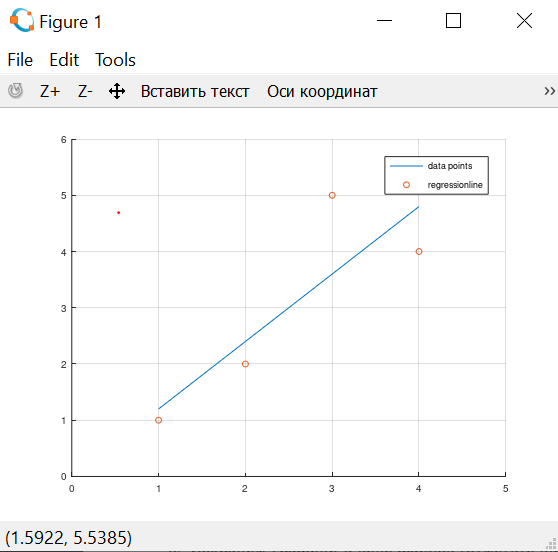 Figure 1
File Edit Tools
Z+ Z- Вставить текст Оси координат »
6
5
4
3
2
1
0
0 1 2 3 4 5
data points
regressionline
(1.5922, 5.5385)